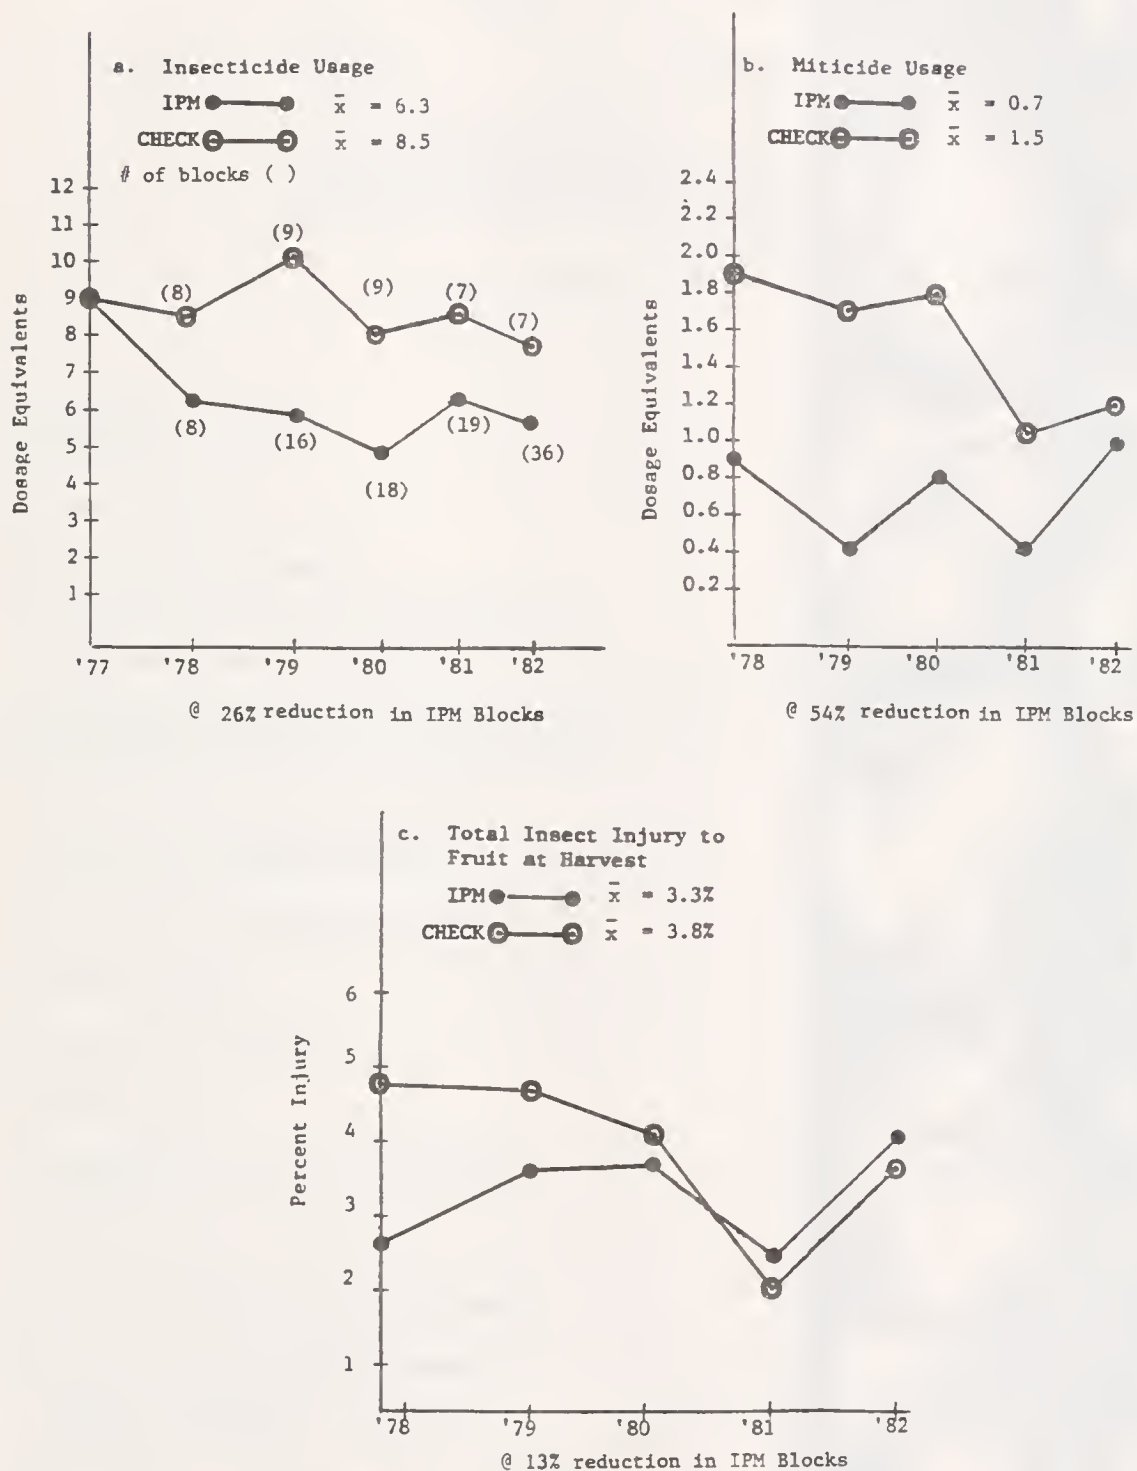 a. Insecticide Usage
IPM x̄ = 6.3
CHECK x̄ = 8.5
# of blocks ( )
12
11
10
9
8
7
6
5
4
3
2
1
Dosage Equivalents
(8)
(9)
(9)
(7)
(7)
(8)
(16)
(18)
(19)
(36)
'77 '78 '79 '80 '81 '82
@ 26% reduction in IPM Blocks
b. Miticide Usage
IPM x̄ = 0.7
CHECK x̄ = 1.5
2.4
2.2
2.0
1.8
1.6
1.4
1.2
1.0
0.8
0.6
0.4
0.2
Dosage Equivalents
'78 '79 '80 '81 '82
@ 54% reduction in IPM Blocks
c. Total Insect Injury to
Fruit at Harvest
IPM x̄ = 3.3%
CHECK x̄ = 3.8%
6
5
4
3
2
1
Percent Injury
'78 '79 '80 '81 '82
@ 13% reduction in IPM Blocks